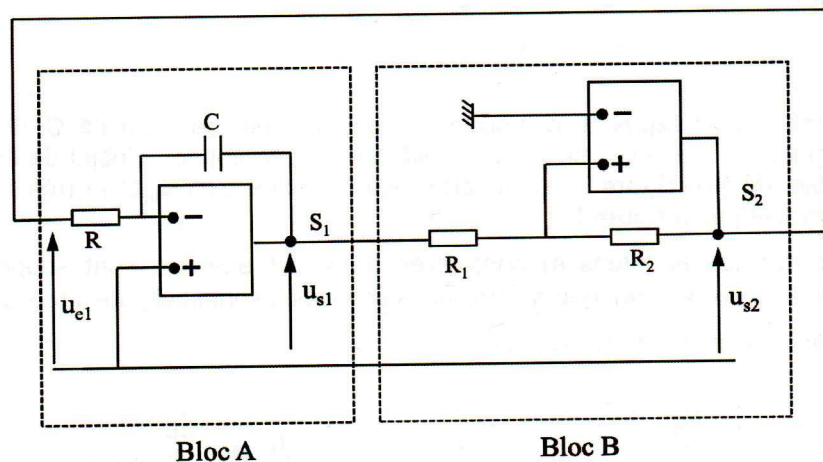 C
R
−
+
S₁
uₑ₁
uₛ₁
R₁
−
+
R₂
S₂
uₛ₂
Bloc A
Bloc B